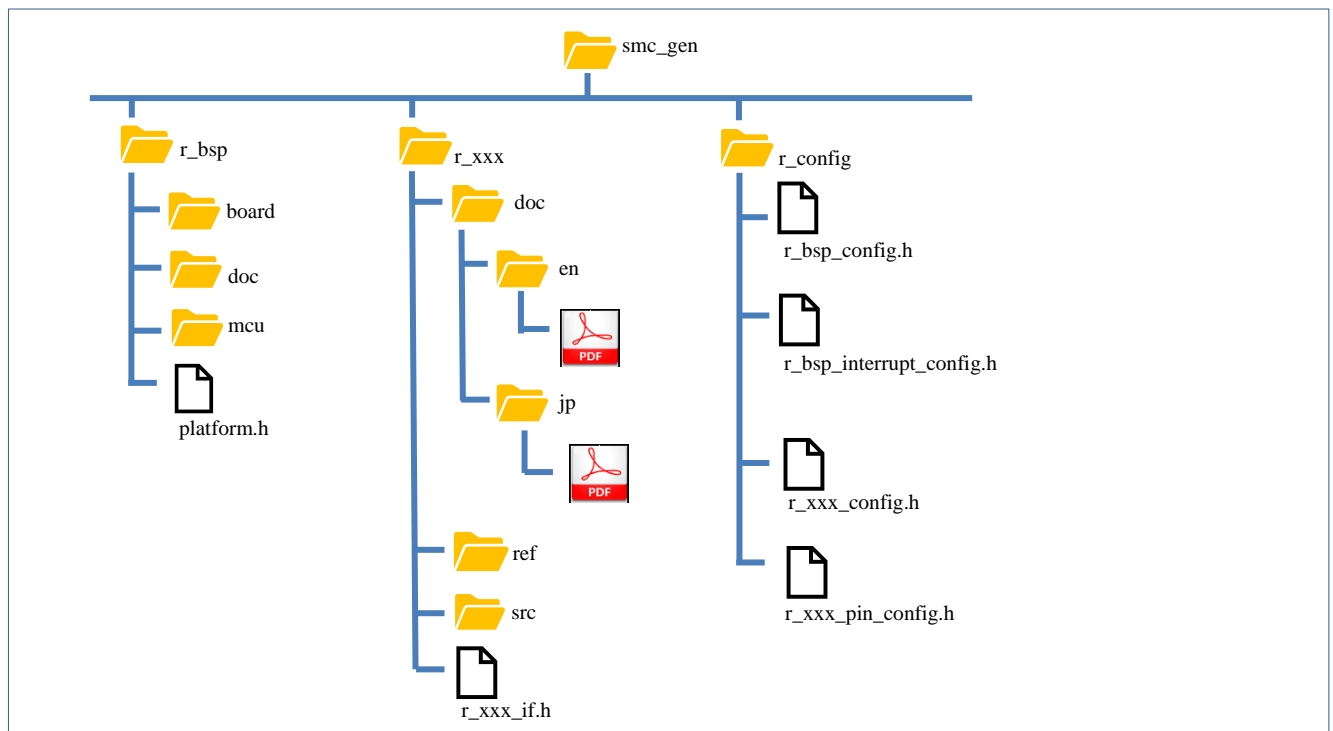 smc_gen
r_bsp
board
doc
mcu
platform.h
r_xxx
doc
en
PDF
jp
PDF
ref
src
r_xxx_if.h
r_config
r_bsp_config.h
r_bsp_interrupt_config.h
r_xxx_config.h
r_xxx_pin_config.h